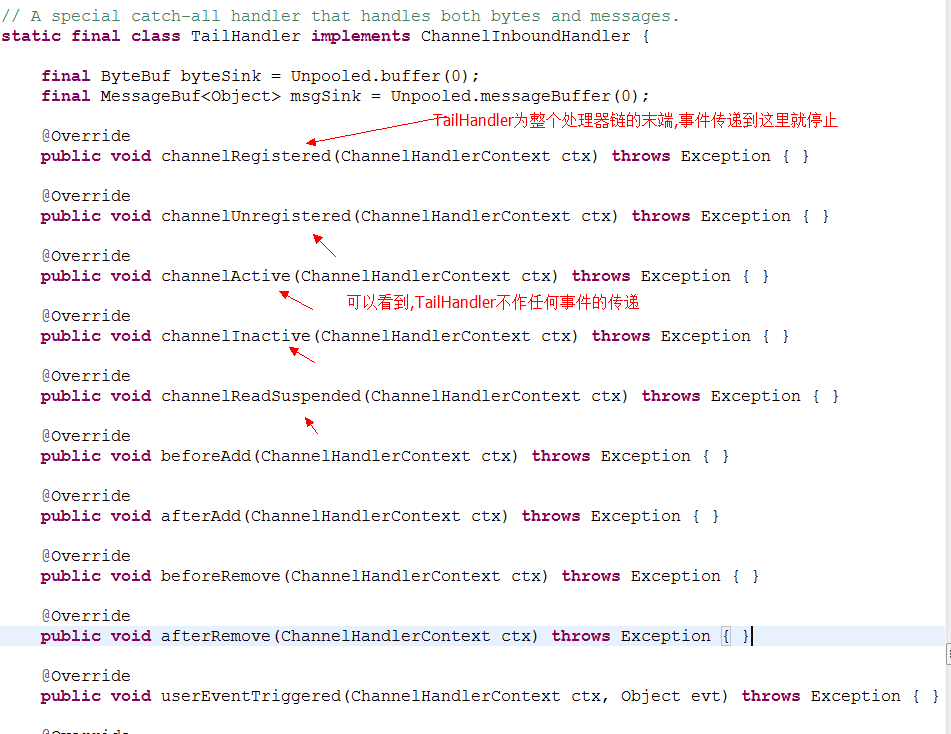 // A special catch-all handler that handles both bytes and messages.
static final class TailHandler implements ChannelInboundHandler {
final ByteBuf byteSink = Unpooled.buffer(0);
final MessageBuf<Object> msgSink = Unpooled.messageBuffer(0);
TailHandler为整个处理器链的末端,事件传递到这里就停止
@Override
public void channelRegistered(ChannelHandlerContext ctx) throws Exception { }
@Override
public void channelUnregistered(ChannelHandlerContext ctx) throws Exception { }
@Override
public void channelActive(ChannelHandlerContext ctx) throws Exception { }
可以看到,TailHandler不作任何事件的传递
@Override
public void channelInactive(ChannelHandlerContext ctx) throws Exception { }
@Override
public void channelReadSuspended(ChannelHandlerContext ctx) throws Exception { }
@Override
public void beforeAdd(ChannelHandlerContext ctx) throws Exception { }
@Override
public void afterAdd(ChannelHandlerContext ctx) throws Exception { }
@Override
public void beforeRemove(ChannelHandlerContext ctx) throws Exception { }
@Override
public void afterRemove(ChannelHandlerContext ctx) throws Exception { }
@Override
public void userEventTriggered(ChannelHandlerContext ctx, Object evt) throws Exception { }
@Override